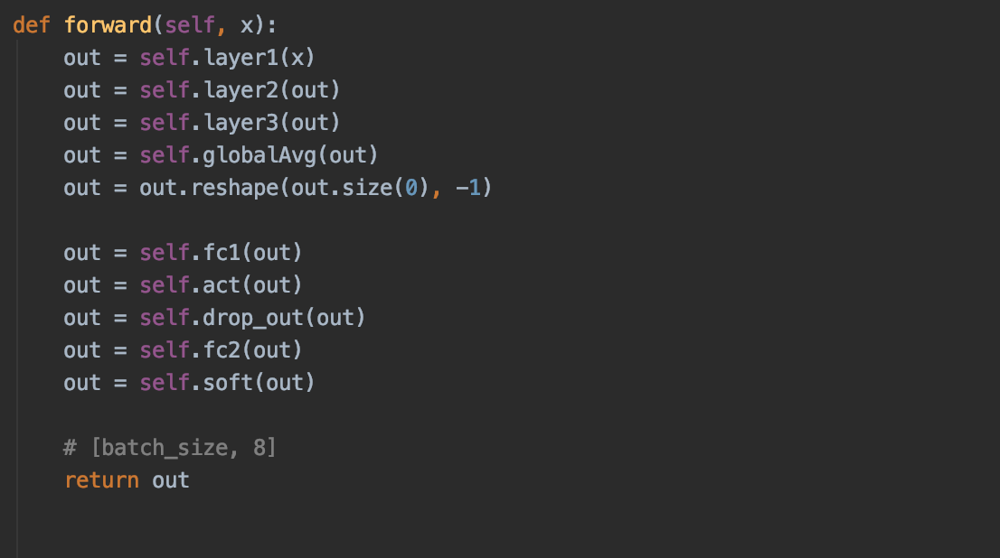 def forward(self, x):
    out = self.layer1(x)
    out = self.layer2(out)
    out = self.layer3(out)
    out = self.globalAvg(out)
    out = out.reshape(out.size(0), -1)

    out = self.fc1(out)
    out = self.act(out)
    out = self.drop_out(out)
    out = self.fc2(out)
    out = self.soft(out)

    # [batch_size, 8]
    return out